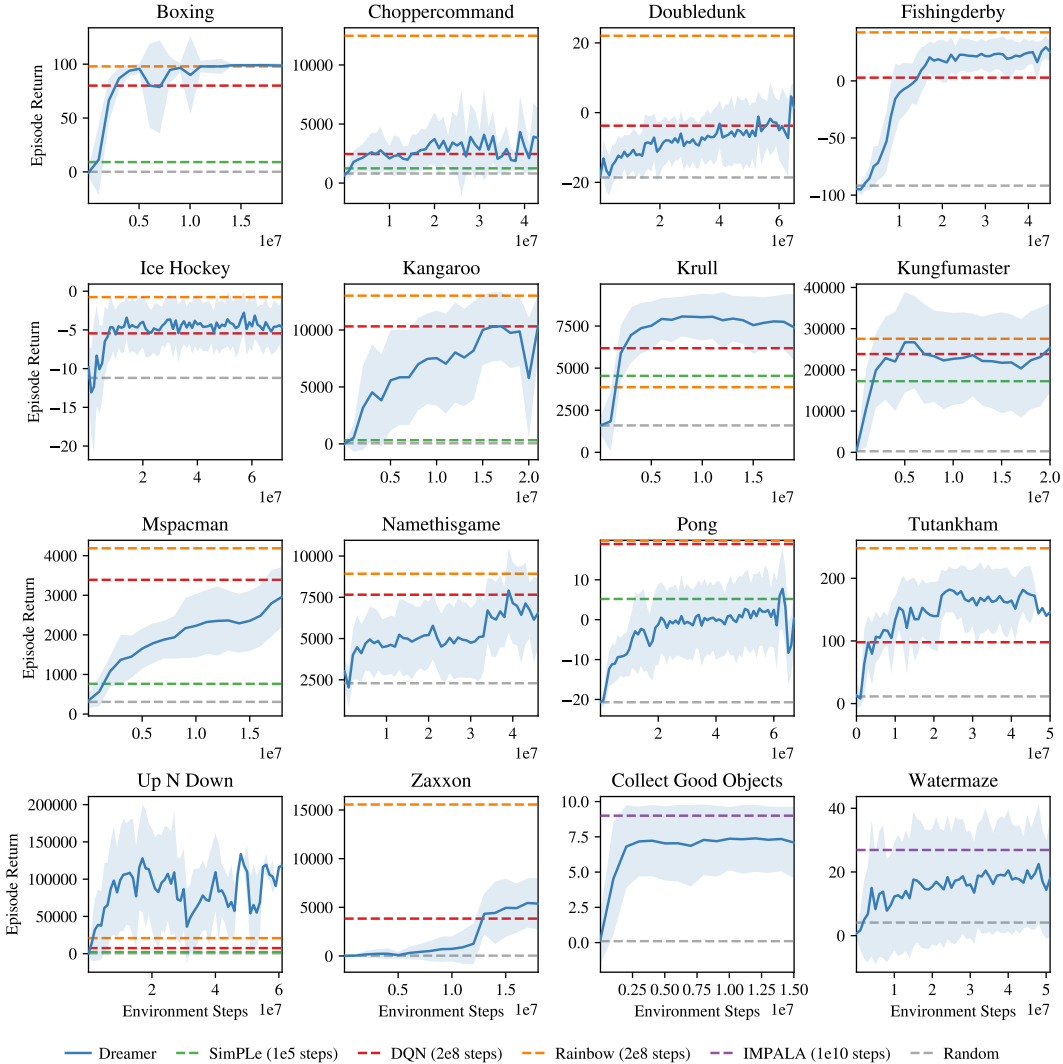 Boxing Choppercommand Doubledunk Fishingderby
Episode Return
100
50
0
0.5 1.0 1.5
1e7
12500
10000
7500
5000
2500
0
0 1 2 3 4
1e7
20
0
−20
2 4 6
1e7
0
−50
−100
1 2 3 4
1e7
Ice Hockey Kangaroo Krull Kungfumaster
Episode Return
0
−5
−10
−15
−20
2 4 6
1e7
10000
5000
0
0.5 1.0 1.5 2.0
1e7
7500
5000
2500
0
0.5 1.0 1.5
1e7
40000
30000
20000
10000
0
0.5 1.0 1.5 2.0
1e7
Mspacman Namethisgame Pong Tutankham
Episode Return
4000
3000
2000
1000
0
0.5 1.0 1.5
1e7
10000
7500
5000
2500
1 2 3 4
1e7
10
0
−10
−20
2 4 6
1e7
200
100
0
0 1 2 3 4 5
1e7
Up N Down Zaxxon Collect Good Objects Watermaze
Episode Return
200000
150000
100000
50000
0
2 4 6
1e7
Environment Steps
15000
10000
5000
0
0.5 1.0 1.5
1e7
Environment Steps
10.0
7.5
5.0
2.5
0.0
0.25 0.50 0.75 1.00 1.25 1.50
1e7
Environment Steps
40
20
0
1 2 3 4 5
1e7
Environment Steps
Dreamer SimPLe (1e5 steps) DQN (2e8 steps) Rainbow (2e8 steps) IMPALA (1e10 steps) Random